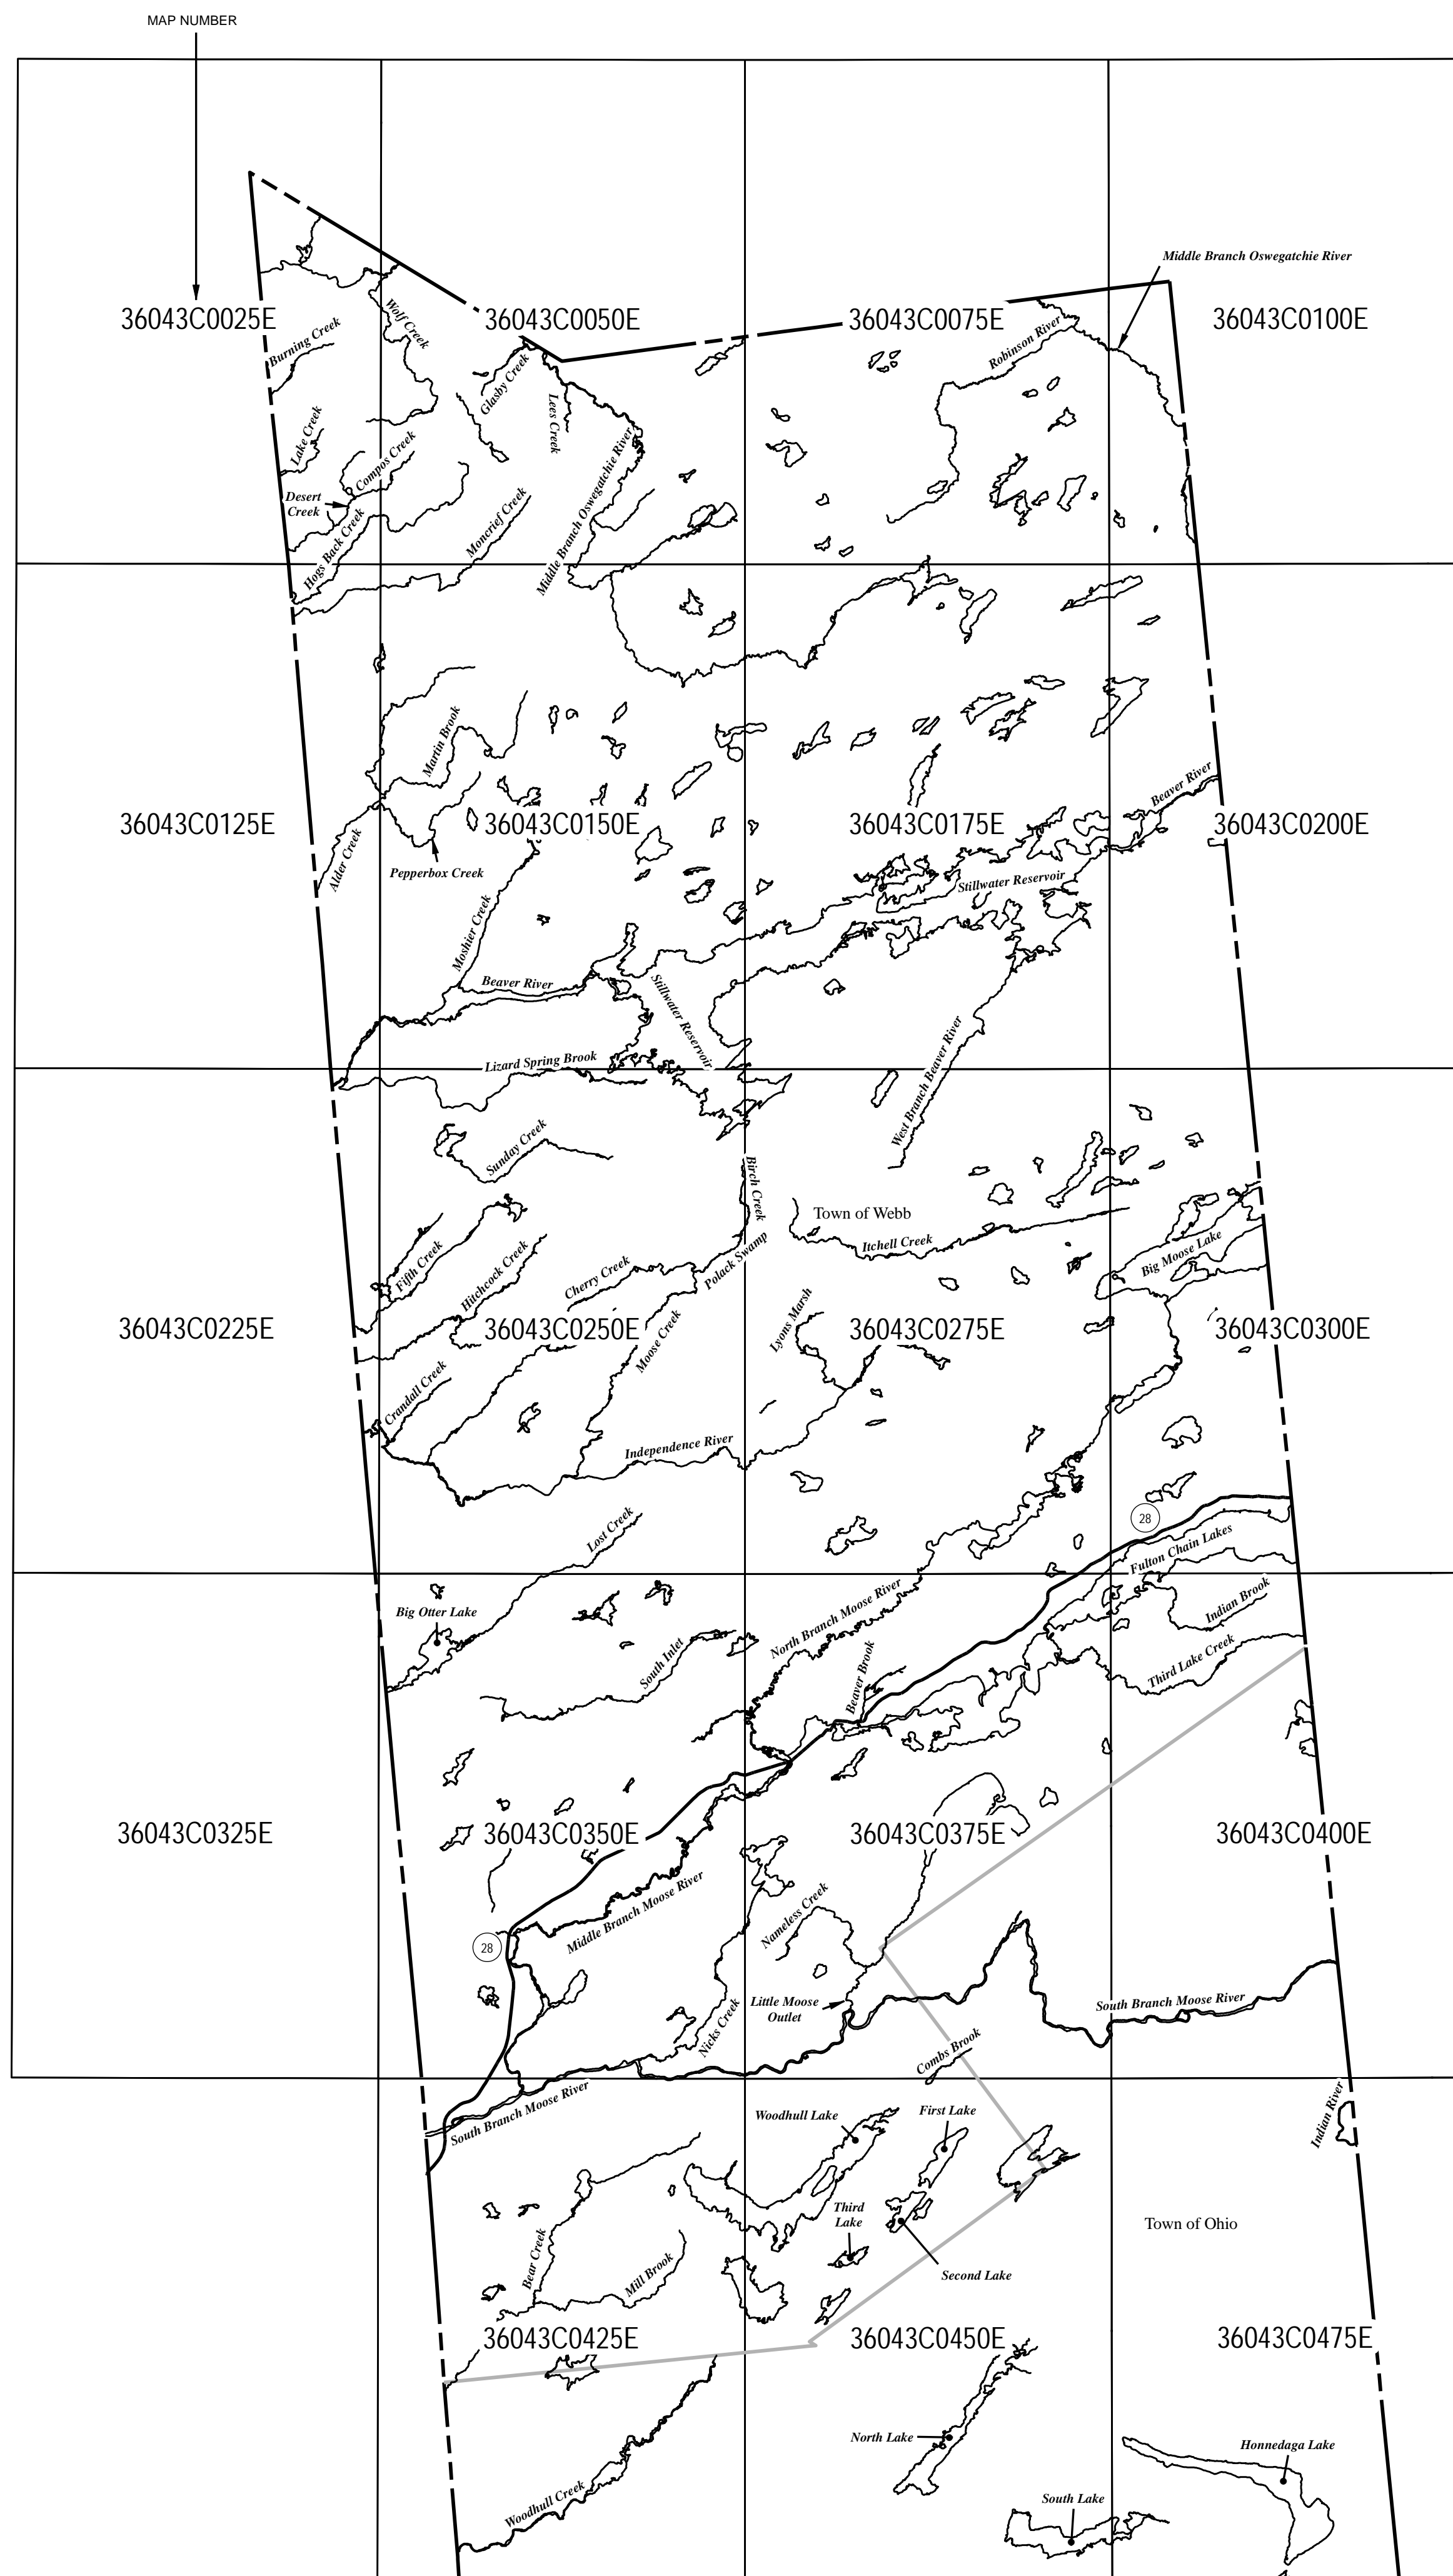 MAP NUMBER
Middle Branch Oswegatchie River
36043C0025E
36043C0050E
36043C0075E
36043C0100E
Burning Creek
Wolf Creek
Glasby Creek
Lees Creek
Robinson River
Lake Creek
Compos Creek
Desert
Creek
Hogs Back Creek
Moncrief Creek
Middle Branch Oswegatchie River
Martin Brook
Beaver River
36043C0125E
36043C0150E
36043C0175E
36043C0200E
Alder Creek
Pepperbox Creek
Stillwater Reservoir
Moshier Creek
Beaver River
Stillwater Reservoir
Lizard Spring Brook
West Branch Beaver River
Sunday Creek
Birch Creek
Town of Webb
Itchell Creek
Big Moose Lake
Fifth Creek
Hitchcock Creek
Cherry Creek
Polack Swamp
Lyons Marsh
36043C0225E
36043C0250E
36043C0275E
36043C0300E
Moose Creek
Crandall Creek
Independence River
Lost Creek
28
Fulton Chain Lakes
Big Otter Lake
North Branch Moose River
Indian Brook
South Inlet
Beaver Brook
Third Lake Creek
36043C0325E
36043C0350E
36043C0375E
36043C0400E
Middle Branch Moose River
Nameless Creek
28
Little Moose
Outlet
South Branch Moose River
Nicks Creek
Combs Brook
South Branch Moose River
Woodhull Lake
First Lake
Indian River
Third
Lake
Town of Ohio
Bear Creek
Mill Brook
Second Lake
36043C0425E
36043C0450E
36043C0475E
North Lake
Honnedaga Lake
Woodhull Creek
South Lake